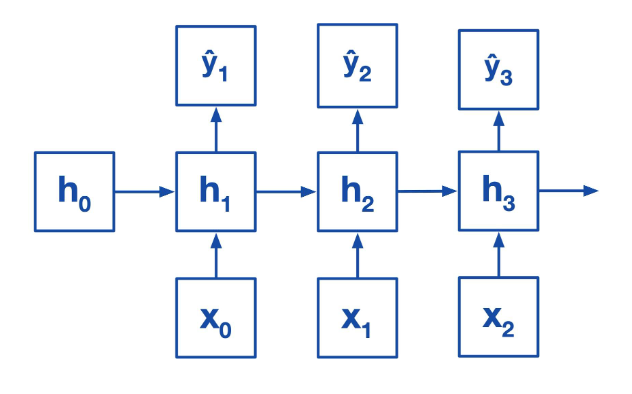 ŷ₁ ŷ₂ ŷ₃
h₀ h₁ h₂ h₃
x₀ x₁ x₂